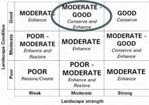 MODERATE
Enhance
MODERATE -
GOOD
Conserve and
Enhance
GOOD
Conserve
POOR -
MODERATE
Enhance and
Restore
MODERATE
Enhance
MODERATE -
GOOD
Conserve and
Enhance
POOR
Restore/Create
POOR -
MODERATE
Enhance and
Restore
MODERATE
Enhance
Weak
Moderate
Strong
Landscape strength
Landscape Condition
Good
Moderate
Poor